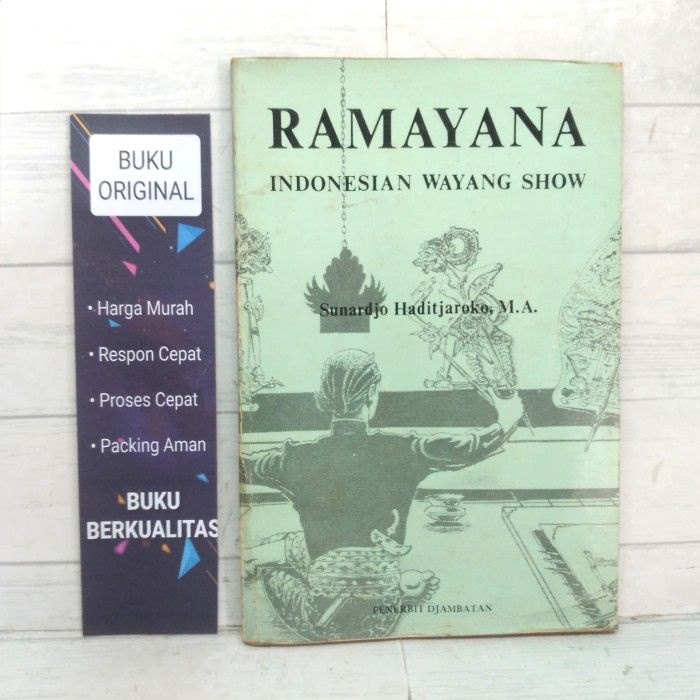 BUKU
ORIGINAL
• Harga Murah
• Respon Cepat
• Proses Cepat
• Packing Aman
BUKU
BERKUALITAS
RAMAYANA
INDONESIAN WAYANG SHOW
Sunardjo Haditjaroko, M.A.
PENERBIT DJAMBATAN